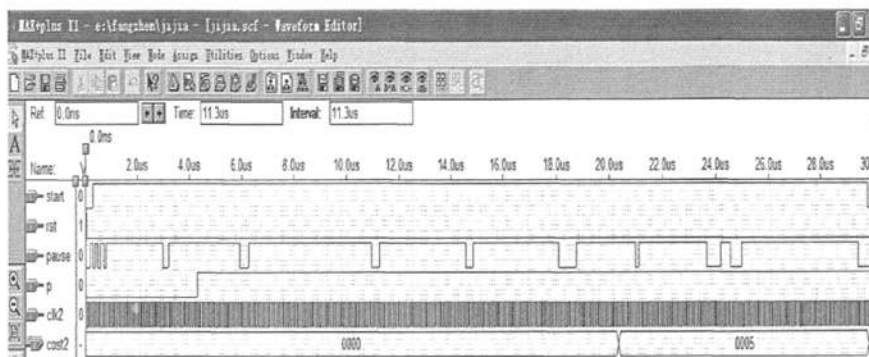 MAX+plus II - e:\fangzhen\jijia - [jijia.scf - Waveform Editor]
MAX+plus II File Edit View Node Assign Utilities Options Window Help
Ref: 0.0ns Time: 11.3us Interval: 11.3us
0.0ns
Name: 2.0us 4.0us 6.0us 8.0us 10.0us 12.0us 14.0us 16.0us 18.0us 20.0us 22.0us 24.0us 26.0us 28.0us 30
start 0
rst 1
pause 0
p 0
clk2 0
cost2 - 0000 0005